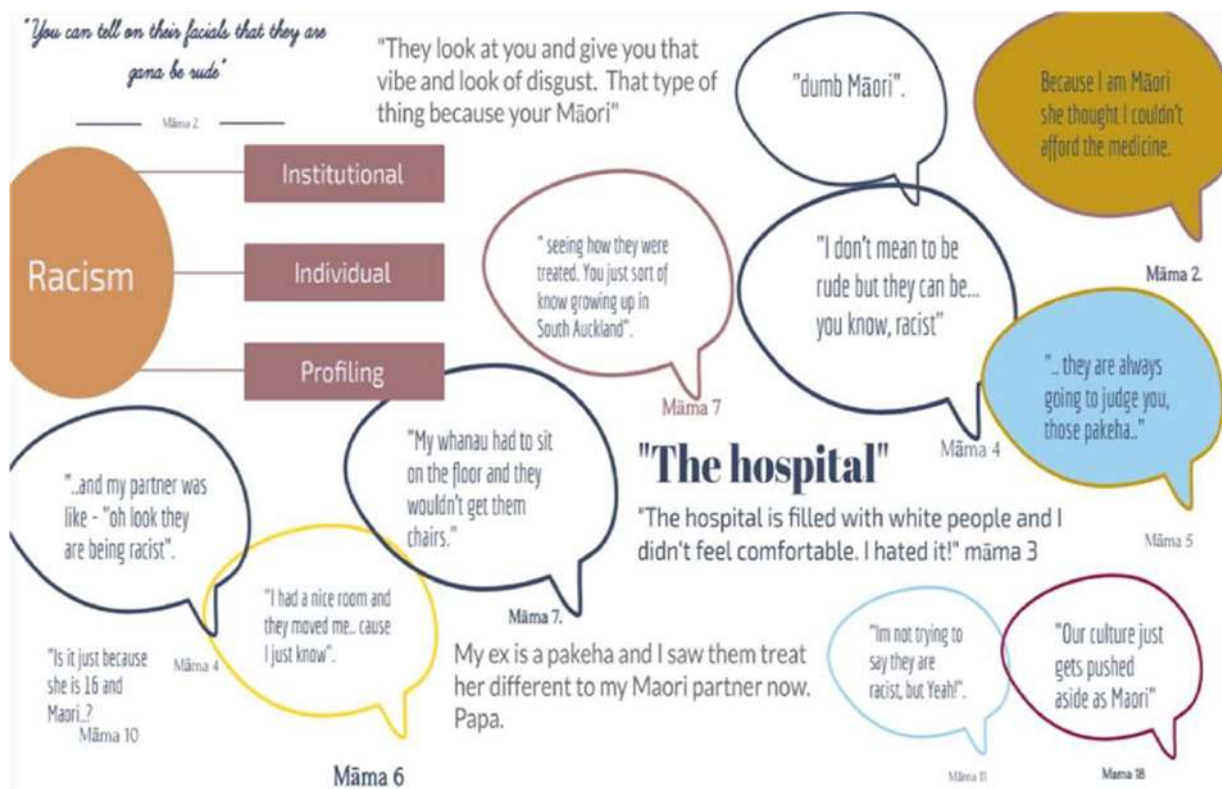 "You can tell on their facials that they are
gana be rude"
Māma 2
"They look at you and give you that
vibe and look of disgust. That type of
thing because your Māori"
"dumb Māori".
Because I am Māori
she thought I couldn't
afford the medicine.
Māma 2.
Racism
Institutional
Individual
Profiling
" seeing how they were
treated. You just sort of
know growing up in
South Auckland".
Māma 7
"I don't mean to be
rude but they can be...
you know, racist"
Māma 4
".. they are always
going to judge you,
those pakeha.."
Māma 5
"..and my partner was
like - "oh look they
are being racist".
Māma 4
"My whanau had to sit
on the floor and they
wouldn't get them
chairs."
Māma 7.
"The hospital"
"The hospital is filled with white people and I
didn't feel comfortable. I hated it!" māma 3
"I had a nice room and
they moved me.. cause
I just know".
Māma 6
"Is it just because
she is 16 and
Maori..?
Māma 10
My ex is a pakeha and I saw them treat
her different to my Maori partner now.
Papa.
"Im not trying to
say they are
racist, but Yeah!".
Māma 11
"Our culture just
gets pushed
aside as Maori"
Mama 18